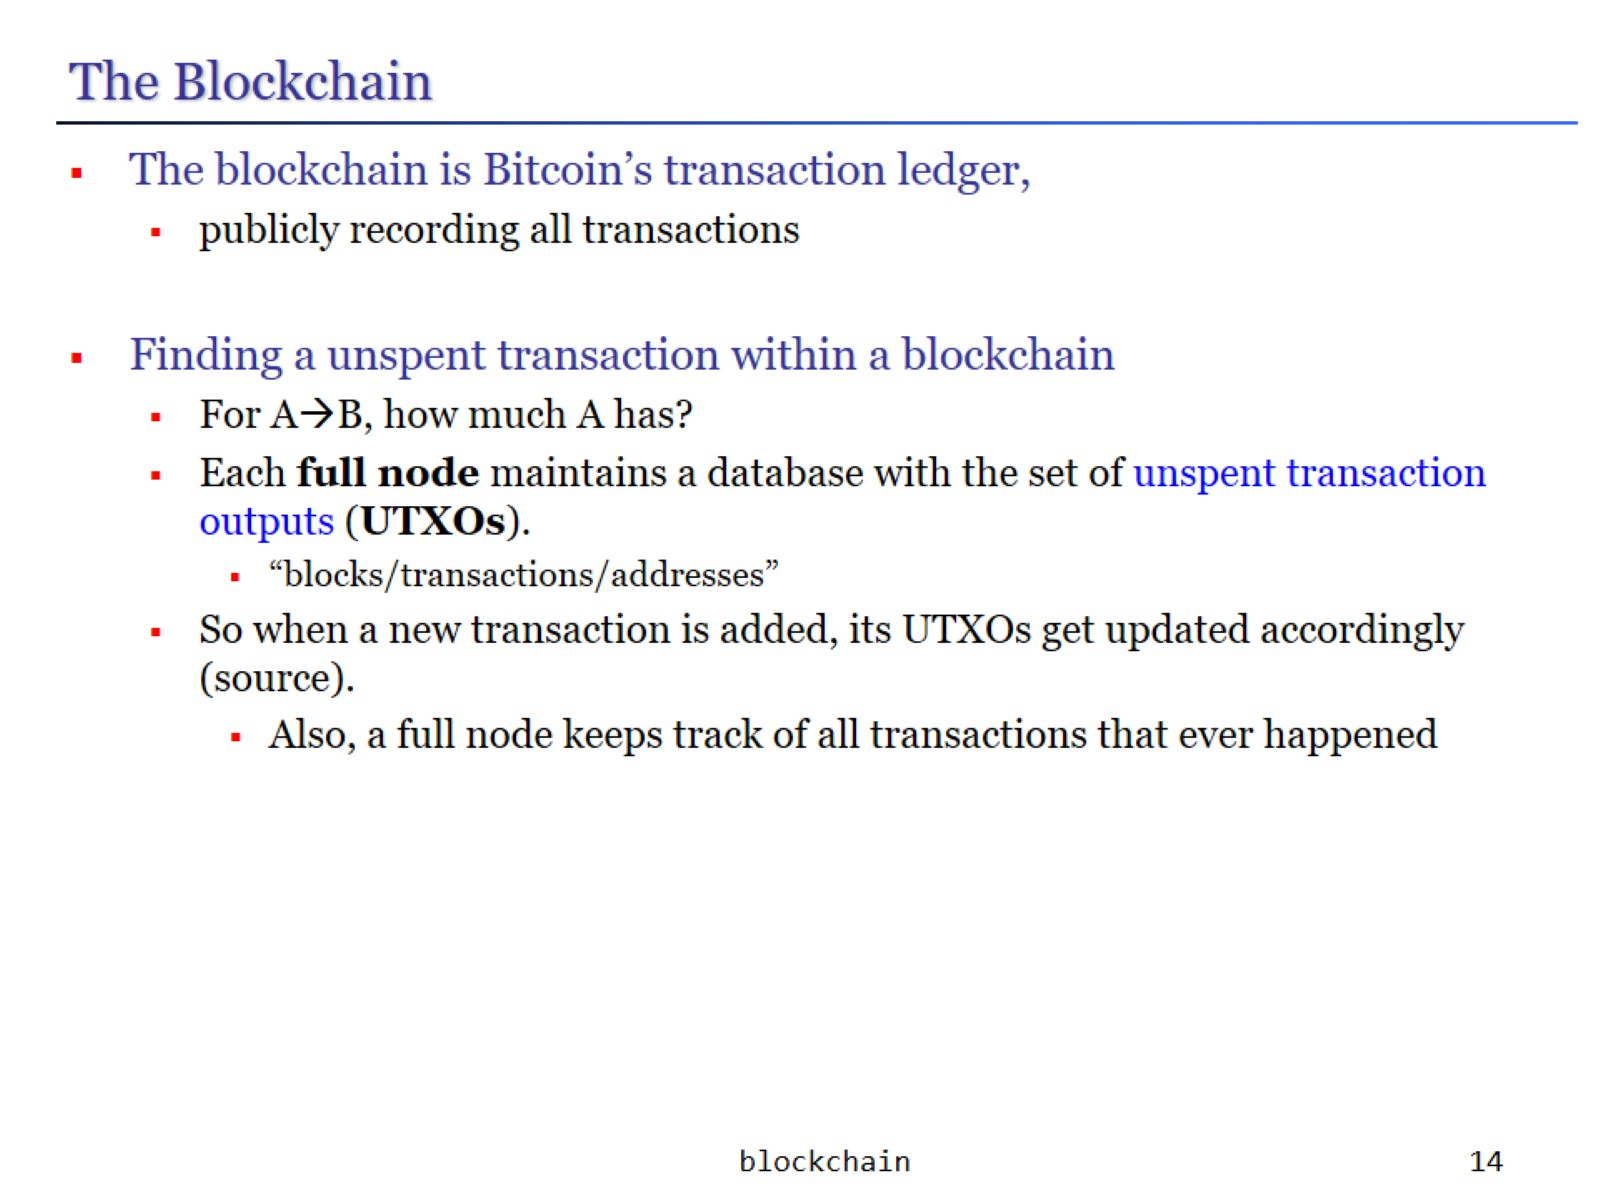 The Blockchain
▪ The blockchain is Bitcoin’s transaction ledger,
▪ publicly recording all transactions
▪ Finding a unspent transaction within a blockchain
▪ For A→B, how much A has?
▪ Each full node maintains a database with the set of unspent transaction
outputs (UTXOs).
▪ “blocks/transactions/addresses”
▪ So when a new transaction is added, its UTXOs get updated accordingly
(source).
▪ Also, a full node keeps track of all transactions that ever happened
blockchain
14